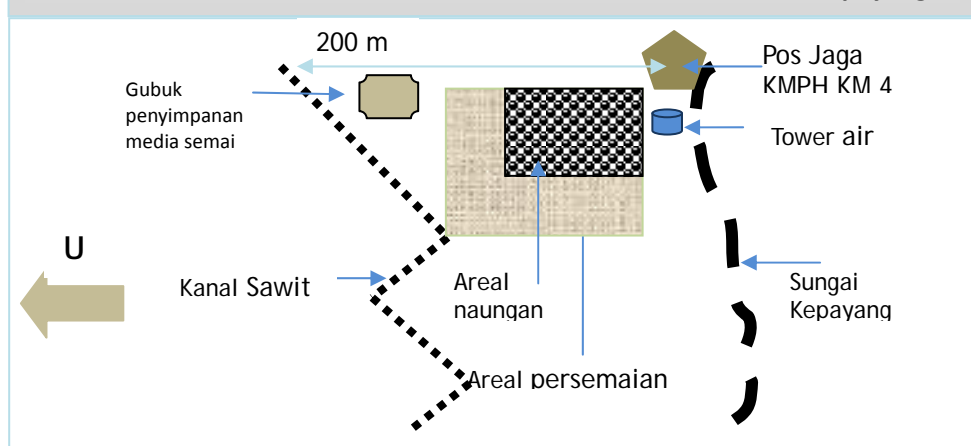 200 m
Pos Jaga
KMPH KM 4
Gubuk
penyimpanan
media semai
Tower air
U
Kanal Sawit
Areal
naungan
Sungai
Kepayang
Areal persemaian